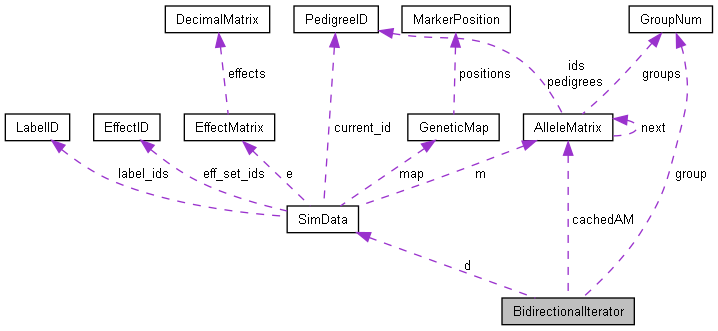 DecimalMatrix
PedigreeID
MarkerPosition
GroupNum
effects
positions
ids
pedigrees
groups
LabelID
EffectID
EffectMatrix
current_id
GeneticMap
AlleleMatrix
next
label_ids
eff_set_ids
e
map
m
group
SimData
cachedAM
d
BidirectionalIterator